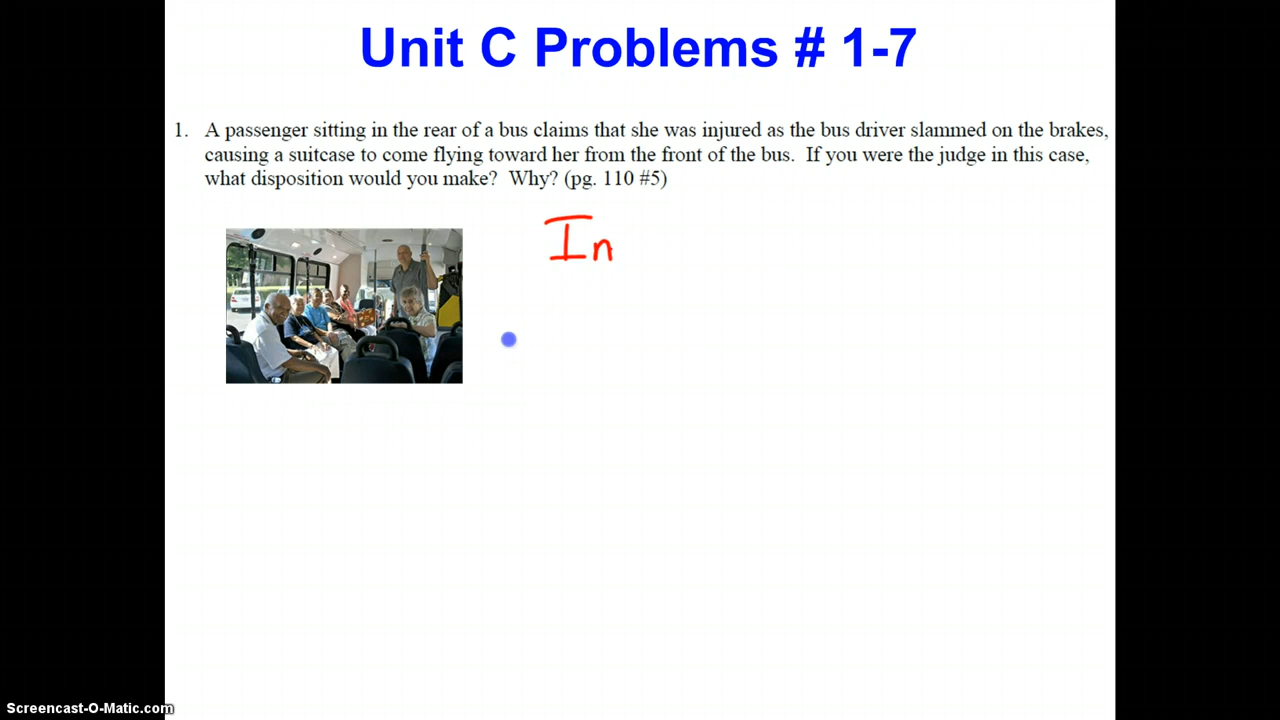 Unit C Problems # 1-7
1. A passenger sitting in the rear of a bus claims that she was injured as the bus driver slammed on the brakes,
causing a suitcase to come flying toward her from the front of the bus. If you were the judge in this case,
what disposition would you make? Why? (pg. 110 #5)
In
Screencast-O-Matic.com